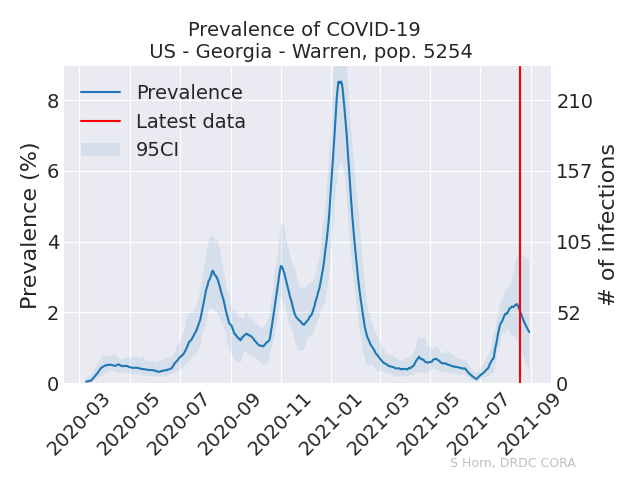 Prevalence of COVID-19
US - Georgia - Warren, pop. 5254
Prevalence
Latest data
95CI
Prevalence (%)
8
6
4
2
0
# of infections
210
157
105
52
0
2020-03
2020-05
2020-07
2020-09
2020-11
2021-01
2021-03
2021-05
2021-07
2021-09
S Horn, DRDC CORA